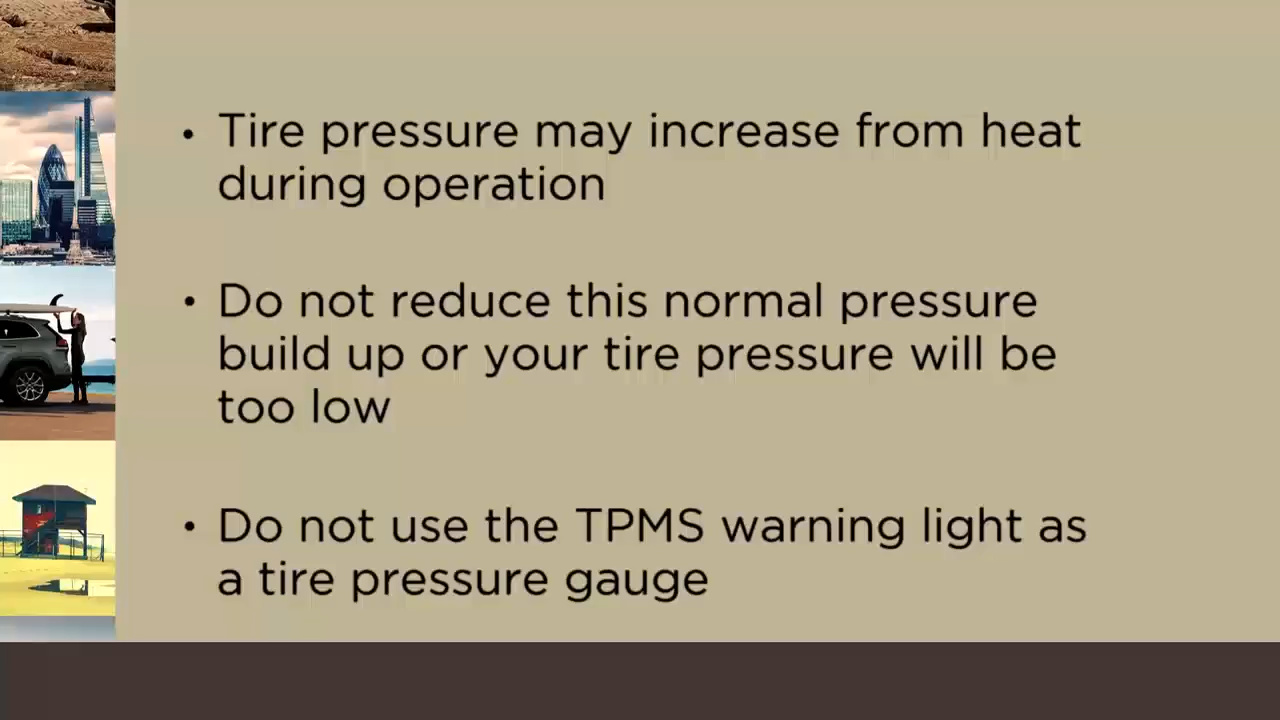 • Tire pressure may increase from heat
during operation
• Do not reduce this normal pressure
build up or your tire pressure will be
too low
• Do not use the TPMS warning light as
a tire pressure gauge